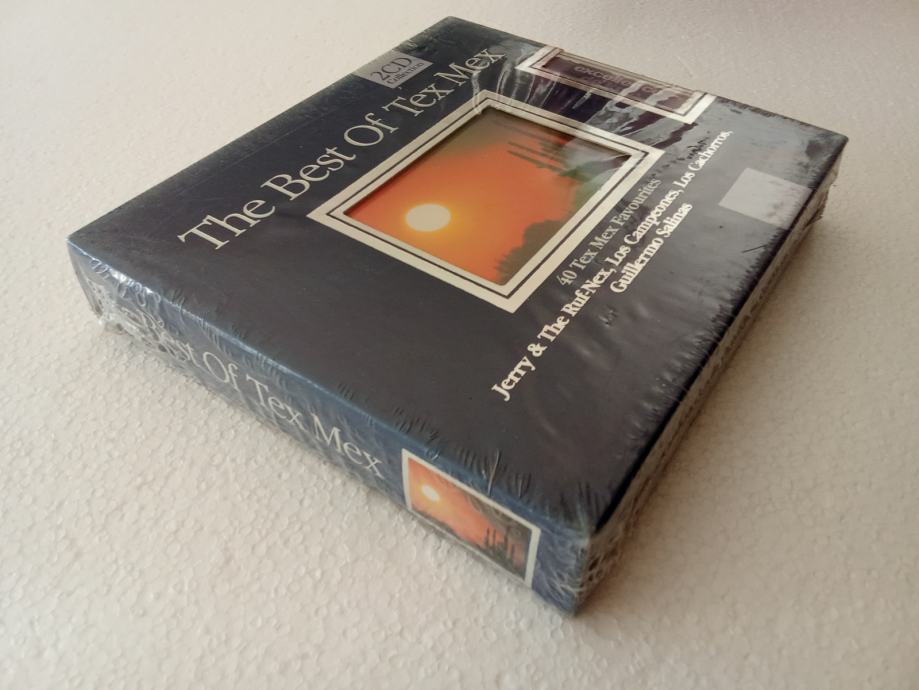 2CD
Collection
The Best Of Tex Mex
40 Tex Mex Favourites
Jerry & The Ruf-Nex, Los Campeones, Los Cachorros,
Guillermo Salinas
Best Of Tex Mex